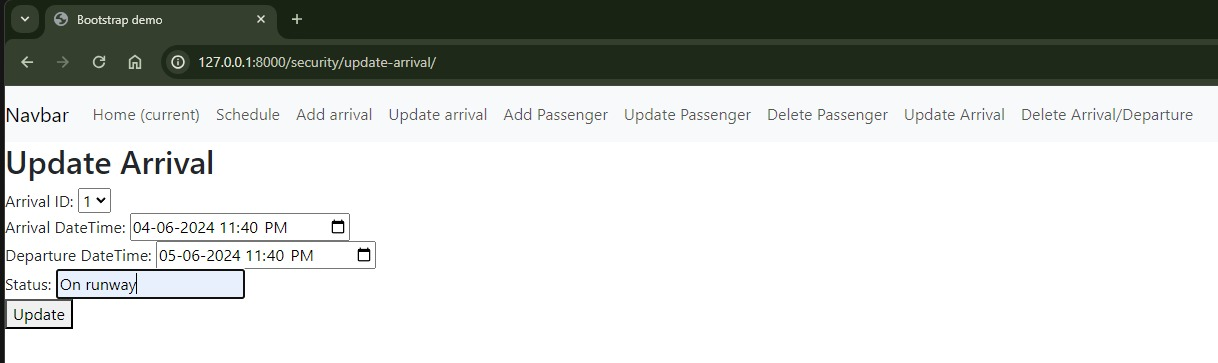 Bootstrap demo
127.0.0.1:8000/security/update-arrival/
Navbar Home (current) Schedule Add arrival Update arrival Add Passenger Update Passenger Delete Passenger Update Arrival Delete Arrival/Departure
Update Arrival
Arrival ID: 1
Arrival DateTime: 04-06-2024 11:40 PM
Departure DateTime: 05-06-2024 11:40 PM
Status: On runway
Update